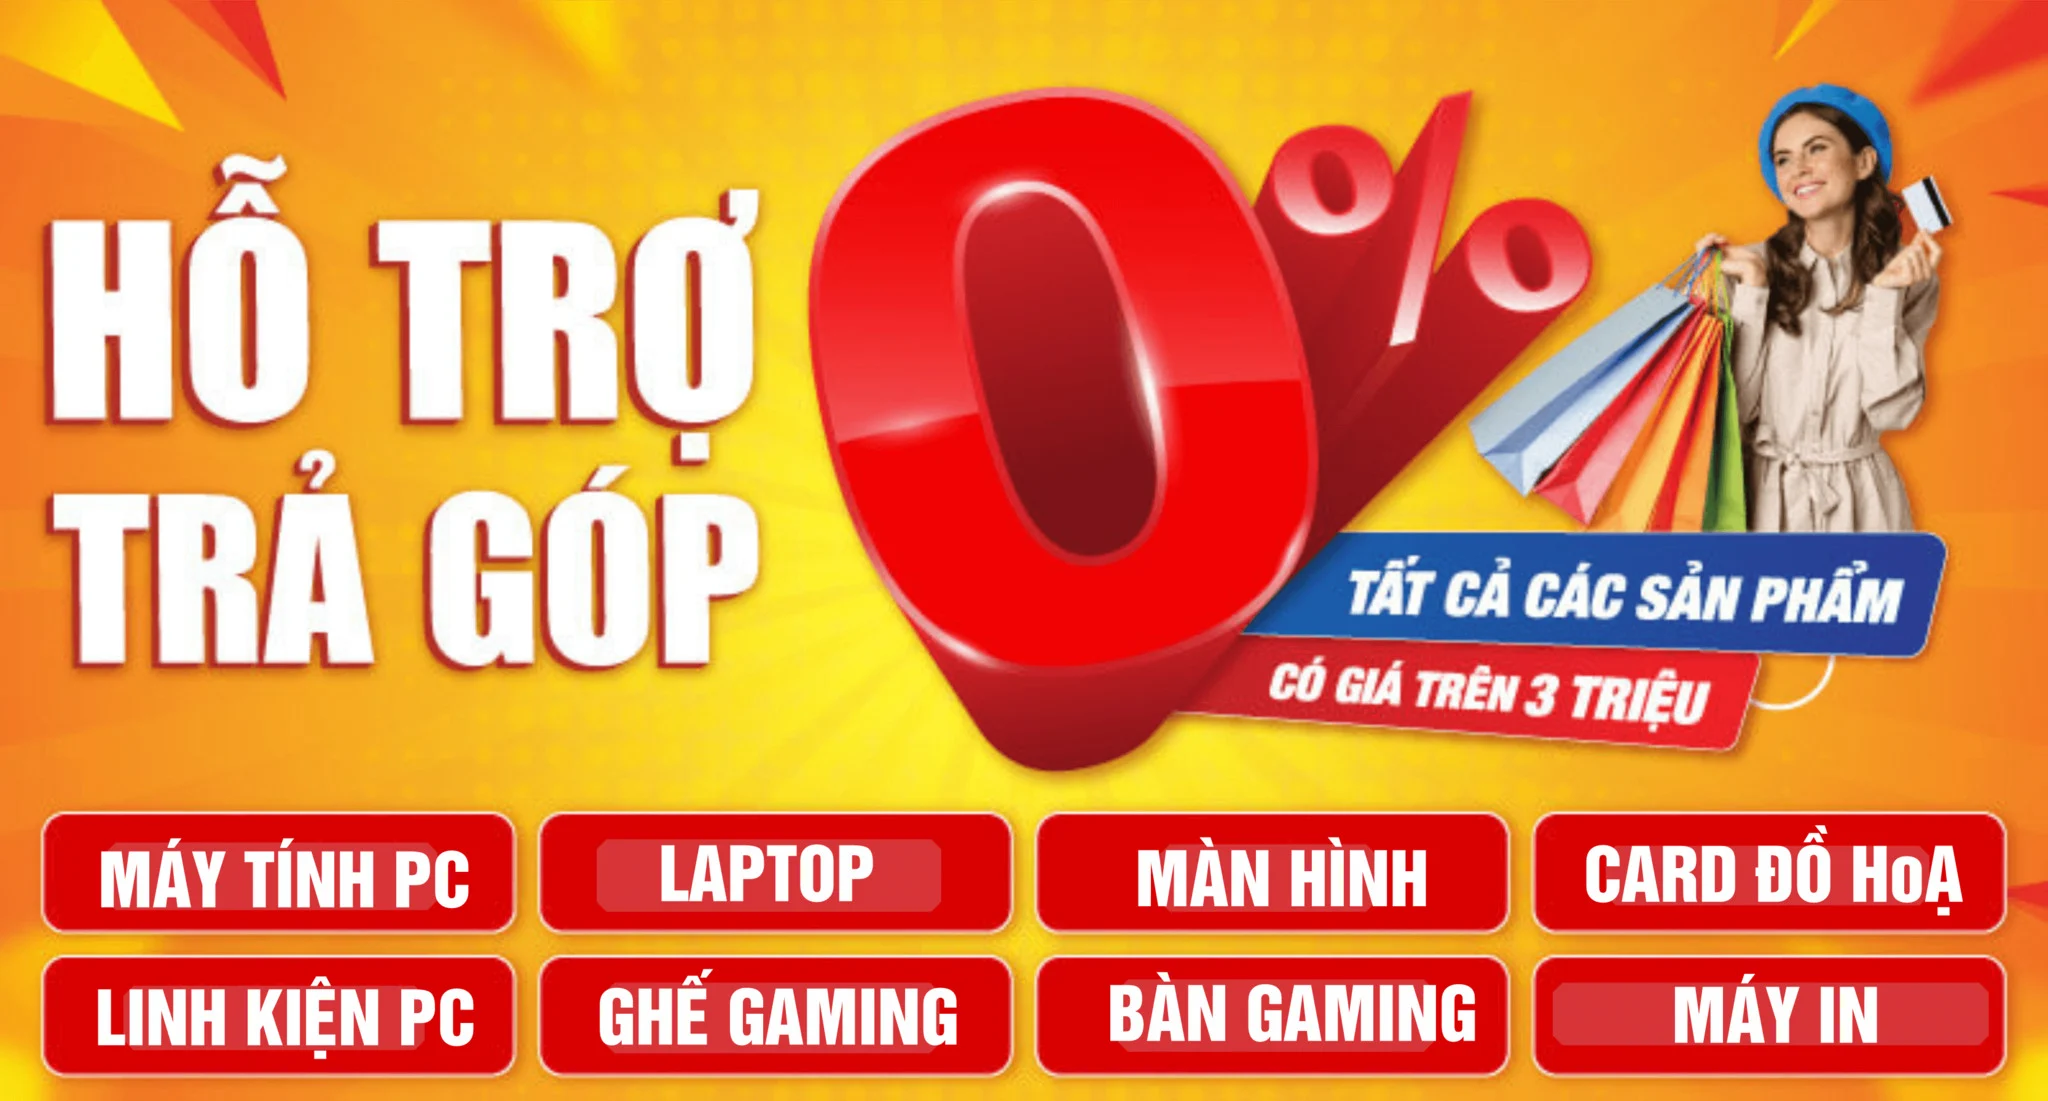 HỖ TRỢ
TRẢ GÓP
0%
TẤT CẢ CÁC SẢN PHẨM
CÓ GIÁ TRÊN 3 TRIỆU
MÁY TÍNH PC
LAPTOP
MÀN HÌNH
CARD ĐỒ HoẠ
LINH KIỆN PC
GHẾ GAMING
BÀN GAMING
MÁY IN